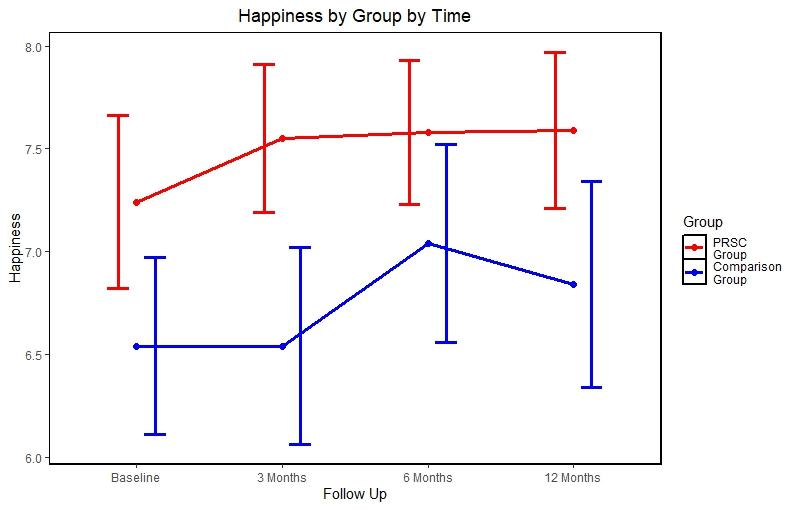 Happiness by Group by Time
8.0
7.5
7.0
6.5
6.0
Happiness
Baseline
3 Months
6 Months
12 Months
Follow Up
Group
PRSC
Group
Comparison
Group